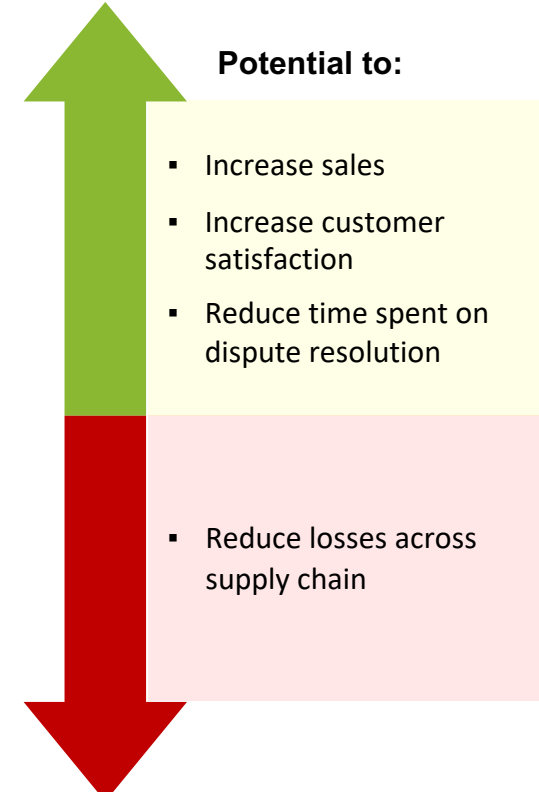 Potential to:
▪ Increase sales
▪ Increase customer
satisfaction
▪ Reduce time spent on
dispute resolution
▪ Reduce losses across
supply chain